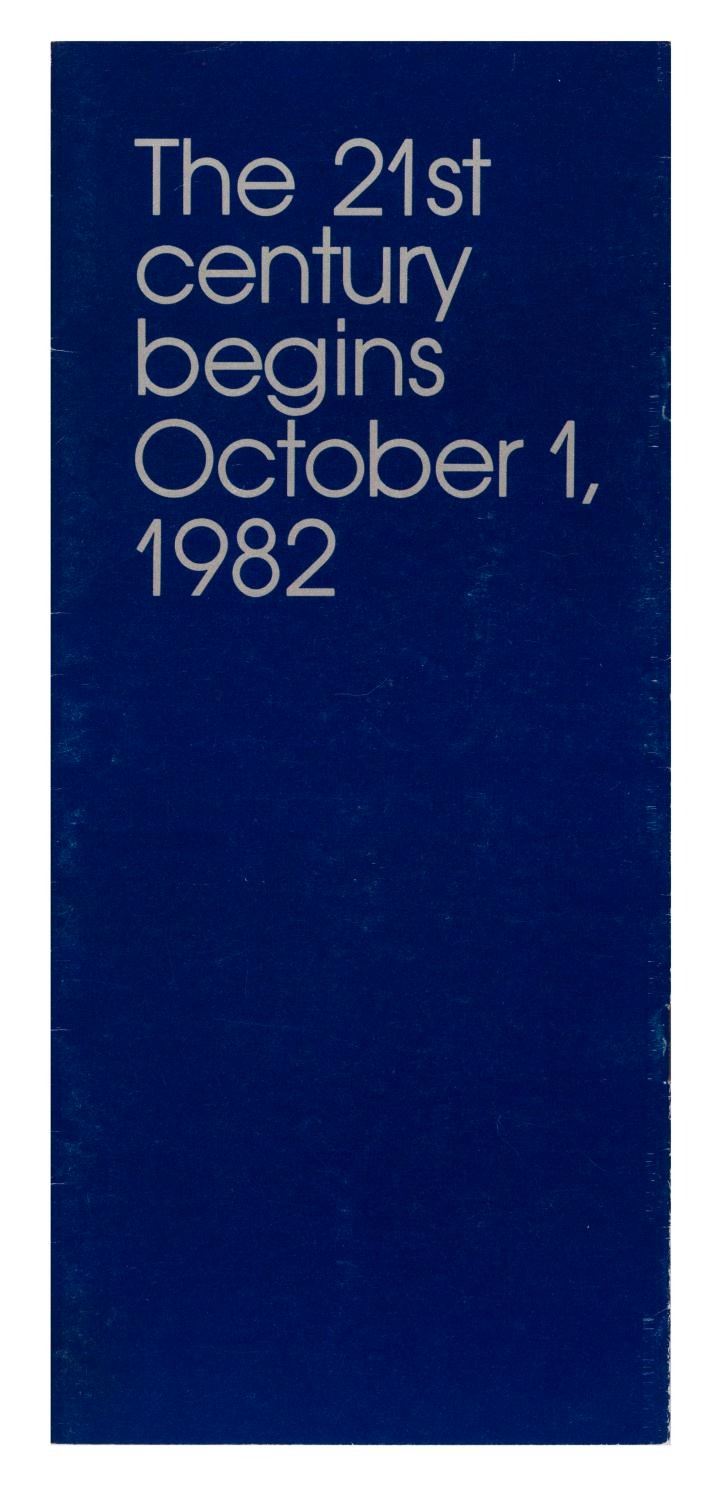 The 21st
century
begins
October 1,
1982